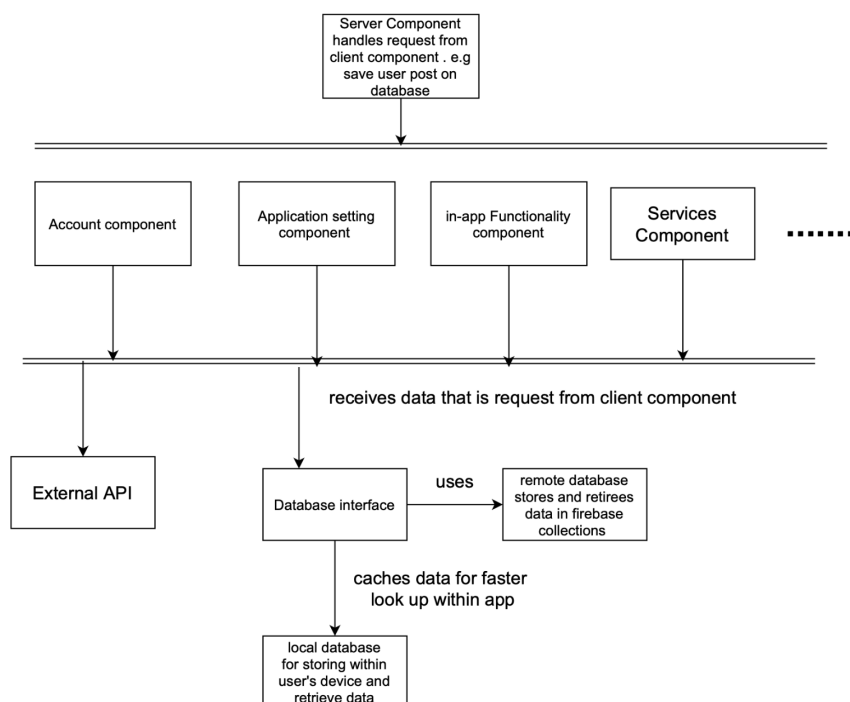 Server Component
handles request from
client component . e.g
save user post on
database
Account component
Application setting
component
in-app Functionality
component
Services
Component
receives data that is request from client component
External API
Database interface
uses
remote database
stores and retirees
data in firebase
collections
caches data for faster
look up within app
local database
for storing within
user's device and
retrieve data